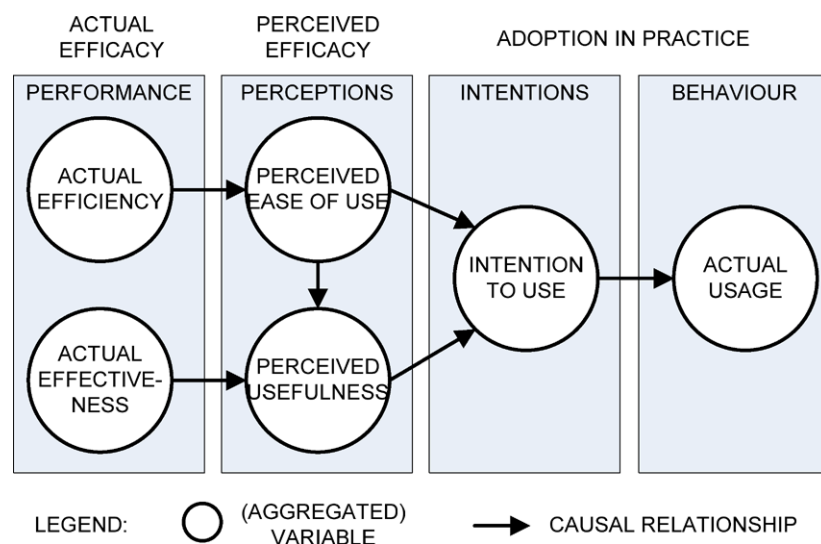 ACTUAL
EFFICACY
PERCEIVED
EFFICACY
ADOPTION IN PRACTICE
PERFORMANCE
PERCEPTIONS
INTENTIONS
BEHAVIOUR
ACTUAL
EFFICIENCY
PERCEIVED
EASE OF USE
INTENTION
TO USE
ACTUAL
USAGE
ACTUAL
EFFECTIVE-
NESS
PERCEIVED
USEFULNESS
LEGEND:
(AGGREGATED)
VARIABLE
CAUSAL RELATIONSHIP